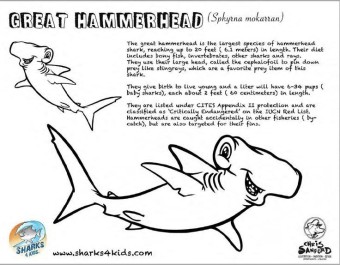 GREAT HAMMERHEAD (Sphyrna mokarran)
The great hammerhead is the largest species of hammerhead
shark, reaching up to 20 feet ( 6.1 meters) in length. Their diet
includes bony fish, invertebrates, other sharks and rays.
They use their large head, called the cephalofoil to pin down
prey like stingrays, which are a favorite prey item of this
shark.
They give birth to live young and a liter will have 6-34 pups (
baby sharks), each about 2 feet ( 60 centimeters) in length.
They are listed under CITES Appendix II protection and are
classified as 'Critically Endangered' on the IUCN Red List.
Hammerheads are caught accidentally in other fisheries ( by-
catch), but are also targeted for their fins.
SHARKS
4 KIDS
www.sharks4kids.com
CHRIS